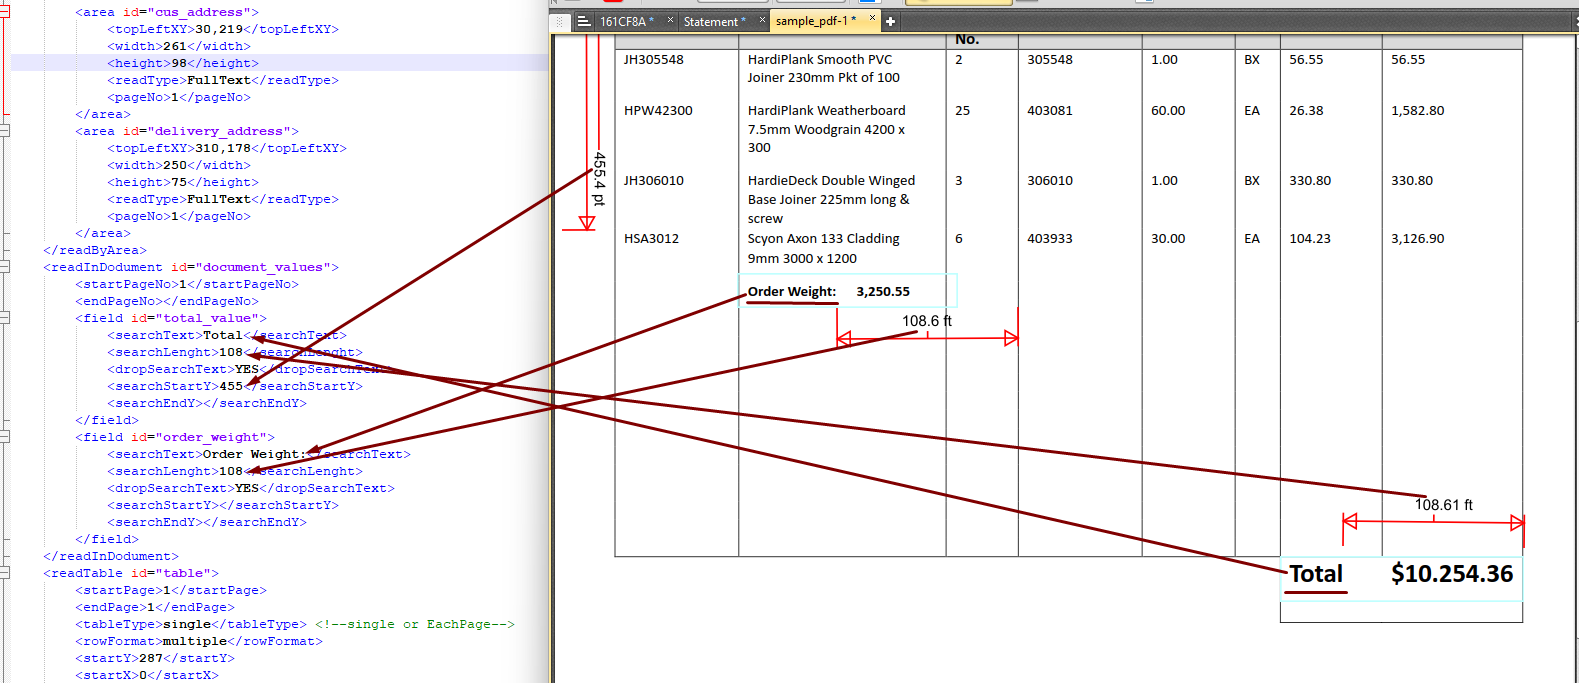 <area id="cus_address">
<topLeftXY>30,219</topLeftXY>
<width>261</width>
<height>98</height>
<readType>FullText</readType>
<pageNo>1</pageNo>
</area>
<area id="delivery_address">
<topLeftXY>310,178</topLeftXY>
<width>250</width>
<height>75</height>
<readType>FullText</readType>
<pageNo>1</pageNo>
</area>
</readByArea>
<readInDodument id="document_values">
<startPageNo>1</startPageNo>
<endPageNo></endPageNo>
<field id="total_value">
<searchText>Total</searchText>
<searchLenght>108</searchLenght>
<dropSearchText>YES</dropSearchText>
<searchStartY>455</searchStartY>
<searchEndY></searchEndY>
</field>
<field id="order_weight">
<searchText>Order Weight:</searchText>
<searchLenght>108</searchLenght>
<dropSearchText>YES</dropSearchText>
<searchStartY></searchStartY>
<searchEndY></searchEndY>
</field>
</readInDodument>
<readTable id="table">
<startPage>1</startPage>
<endPage>1</endPage>
<tableType>single</tableType> <!--single or EachPage-->
<rowFormat>multiple</rowFormat>
<startY>287</startY>
<startX>0</startX>
161CF8A * × Statement * × sample_pdf-1 * ×
No.
JH305548 HardiPlank Smooth PVC 2 305548 1.00 BX 56.55 56.55
Joiner 230mm Pkt of 100
HPW42300 HardiPlank Weatherboard 25 403081 60.00 EA 26.38 1,582.80
7.5mm Woodgrain 4200 x
300
455.4 pt
JH306010 HardieDeck Double Winged 3 306010 1.00 BX 330.80 330.80
Base Joiner 225mm long &
screw
HSA3012 Scyon Axon 133 Cladding 6 403933 30.00 EA 104.23 3,126.90
9mm 3000 x 1200
Order Weight: 3,250.55
108.6 ft
108.61 ft
Total $10.254.36